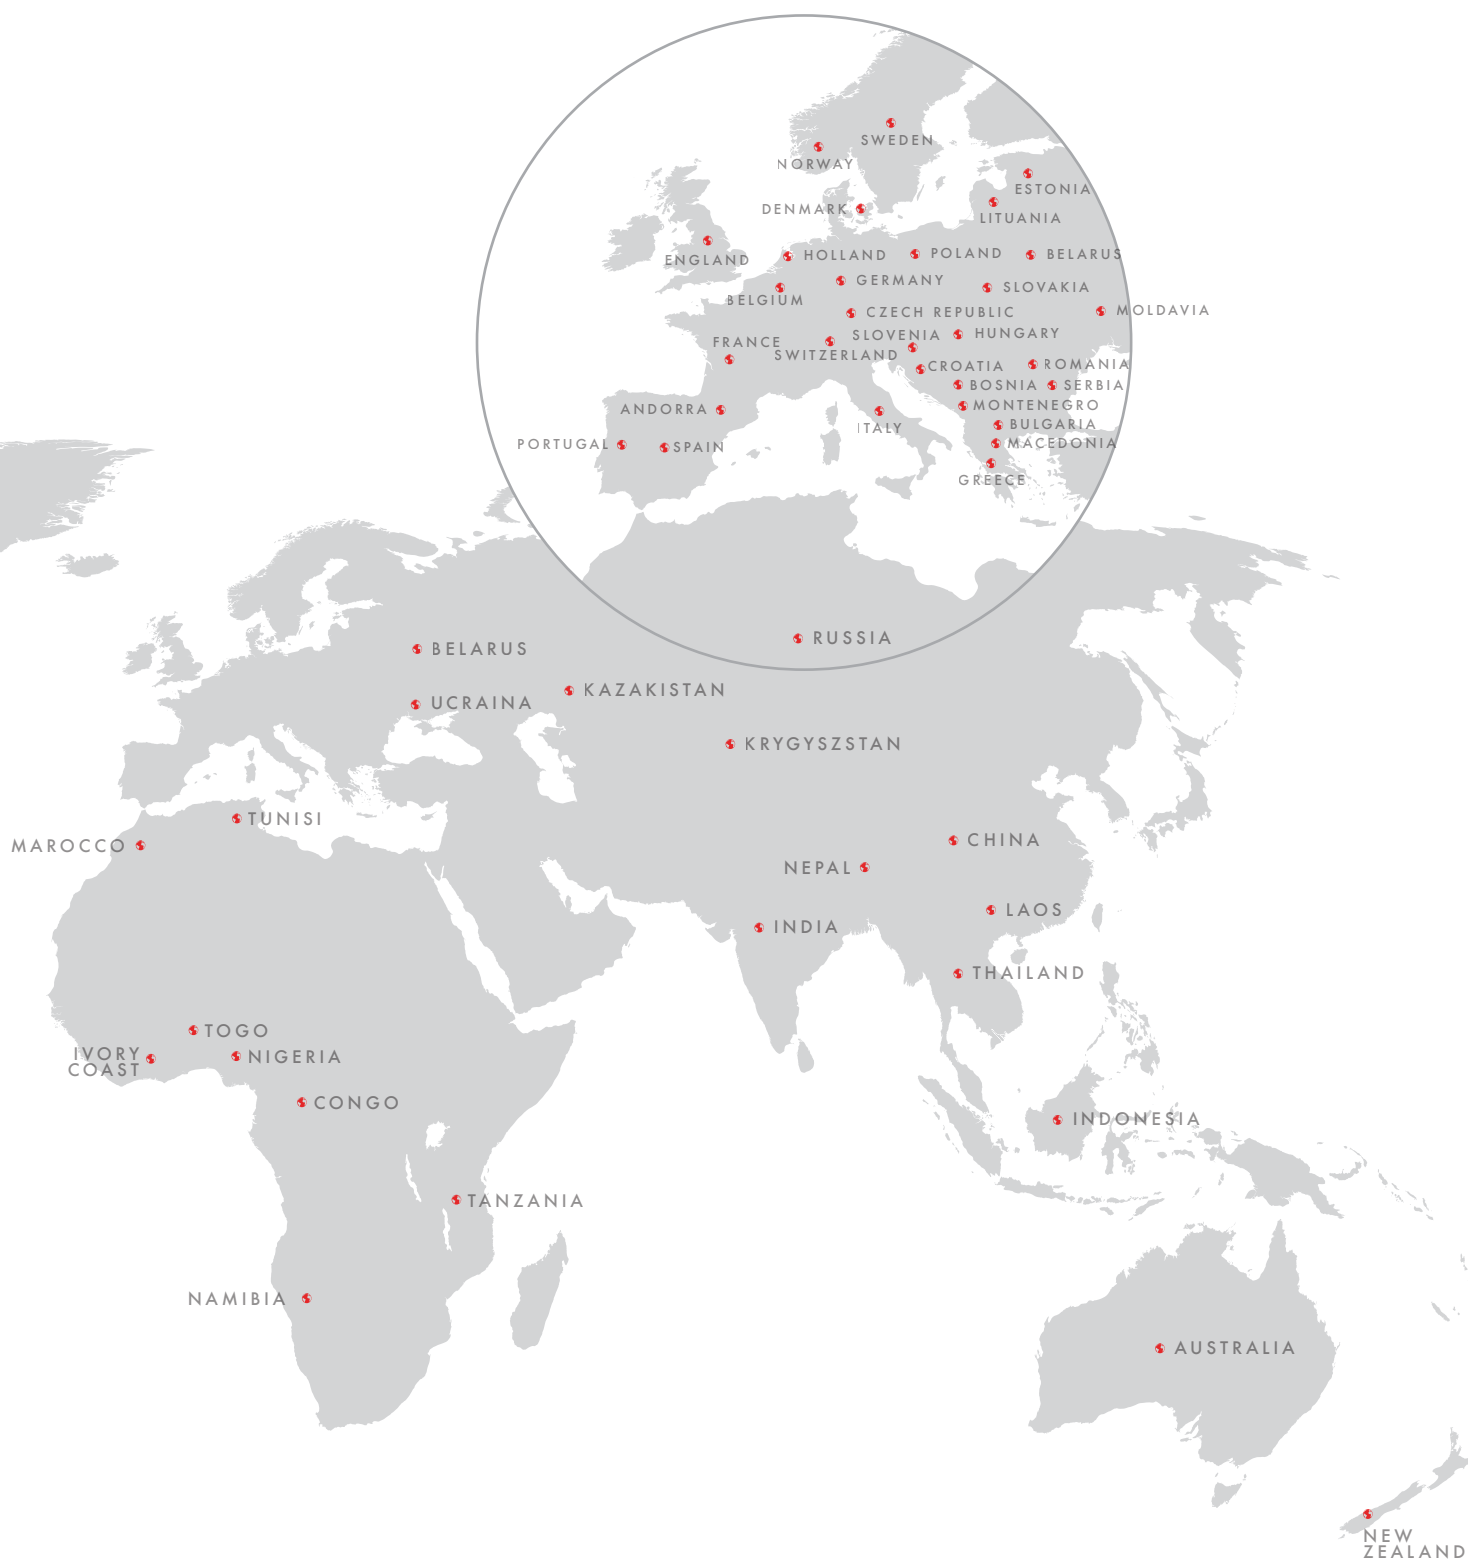 SWEDEN
NORWAY
ESTONIA
DENMARK
LITUANIA
ENGLAND
HOLLAND
POLAND
BELARUS
GERMANY
SLOVAKIA
BELGIUM
CZECH REPUBLIC
MOLDAVIA
FRANCE
SLOVENIA
HUNGARY
SWITZERLAND
CROATIA
ROMANIA
BOSNIA
SERBIA
ANDORRA
MONTENEGRO
ITALY
BULGARIA
PORTUGAL
SPAIN
MACEDONIA
GREECE
RUSSIA
BELARUS
KAZAKISTAN
UCRAINA
KRYGYSZSTAN
TUNISI
MAROCCO
CHINA
NEPAL
LAOS
INDIA
THAILAND
TOGO
IVORY
COAST
NIGERIA
CONGO
INDONESIA
TANZANIA
NAMIBIA
AUSTRALIA
NEW
ZEALAND